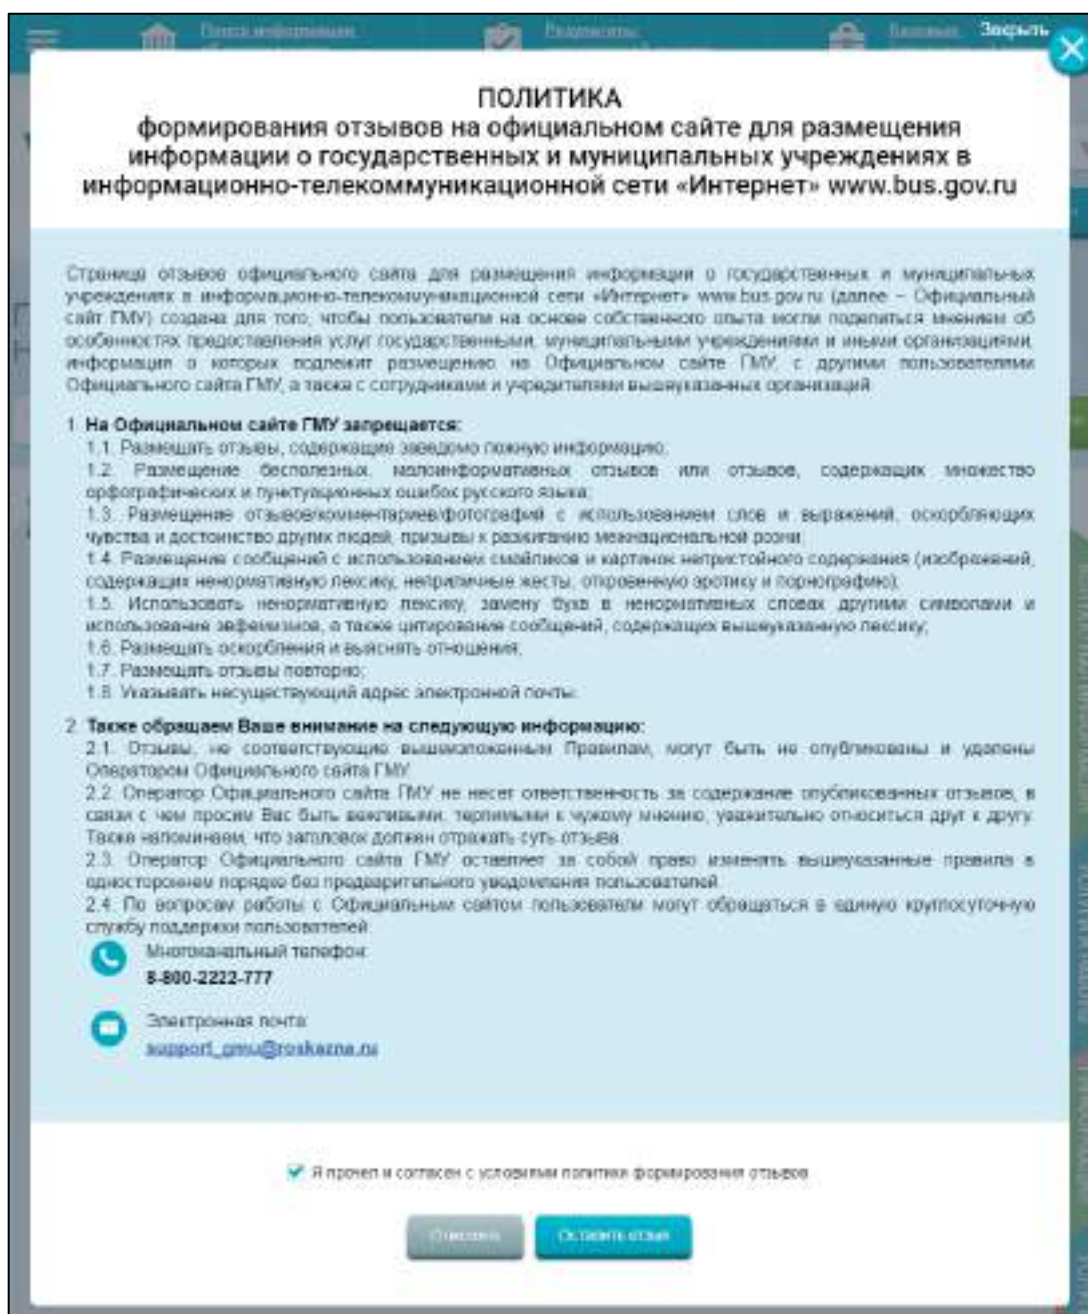 Поиск информации
Результаты
Закрыть
ПОЛИТИКА
формирования отзывов на официальном сайте для размещения
информации о государственных и муниципальных учреждениях в
информационно-телекоммуникационной сети «Интернет» www.bus.gov.ru
Страница отзывов официального сайта для размещения информации о государственных и муниципальных
учреждениях в информационно-телекоммуникационной сети «Интернет» www.bus.gov.ru (далее – Официальный
сайт ГМУ) создана для того, чтобы пользователи на основе собственного опыта могли поделиться мнением об
особенностях предоставления услуг государственными, муниципальными учреждениями и иными организациями,
информация о которых подлежит размещению на Официальном сайте ГМУ, с другими пользователями
Официального сайта ГМУ, а также с сотрудниками и учредителями вышеуказанных организаций.
1. На Официальном сайте ГМУ запрещается:
1.1. Размещать отзывы, содержащие заведомо ложную информацию;
1.2. Размещение бесполезных, малоинформативных отзывов или отзывов, содержащих множество
орфографических и пунктуационных ошибок русского языка;
1.3. Размещение отзывов/комментариев/фотографий с использованием слов и выражений, оскорбляющих
чувства и достоинство других людей, призывы к разжиганию межнациональной розни;
1.4. Размещение сообщений с использованием смайликов и картинок непристойного содержания (изображений,
содержащих ненормативную лексику, неприличные жесты, откровенную эротику и порнографию);
1.5. Использовать ненормативную лексику, замену букв в ненормативных словах другими символами и
использование эвфемизмов, а также цитирование сообщений, содержащих вышеуказанную лексику;
1.6. Размещать оскорбления и выяснять отношения;
1.7. Размещать отзывы повторно;
1.8. Указывать несуществующий адрес электронной почты.
2. Также обращаем Ваше внимание на следующую информацию:
2.1. Отзывы, не соответствующие вышеизложенным Правилам, могут быть не опубликованы и удалены
Оператором Официального сайта ГМУ.
2.2. Оператор Официального сайта ГМУ не несет ответственность за содержание опубликованных отзывов, в
связи с чем просим Вас быть вежливыми, терпимыми к чужому мнению, уважительно относиться друг к другу.
Также напоминаем, что заголовок должен отражать суть отзыва.
2.3. Оператор Официального сайта ГМУ оставляет за собой право изменять вышеуказанные правила в
одностороннем порядке без предварительного уведомления пользователей.
2.4. По вопросам работы с Официальным сайтом пользователи могут обращаться в единую круглосуточную
службу поддержки пользователей:
Многоканальный телефон:
8-800-2222-777
Электронная почта:
support_gmu@roskazna.ru
Я прочел и согласен с условиями политики формирования отзывов
Оставить отзыв